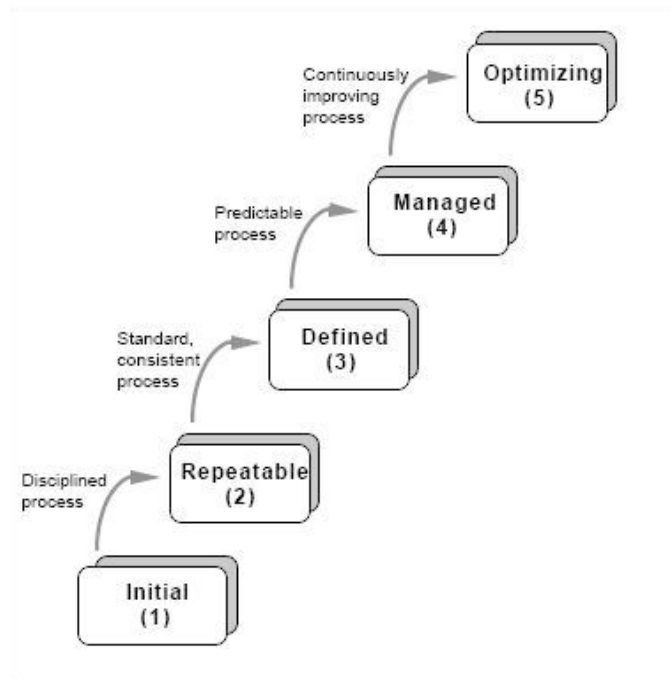 Continuously
improving
process
Optimizing
(5)
Predictable
process
Managed
(4)
Standard,
consistent
process
Defined
(3)
Disciplined
process
Repeatable
(2)
Initial
(1)